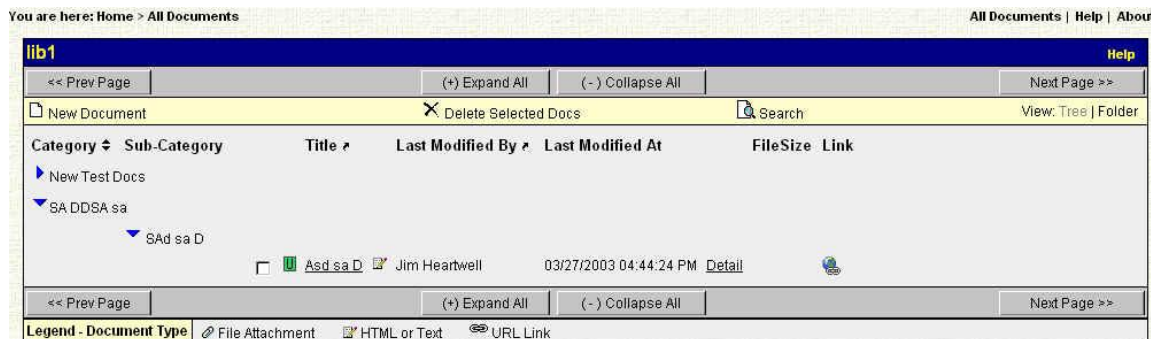 You are here: Home > All Documents All Documents | Help | Abou
lib1 Help
<< Prev Page (+) Expand All (-) Collapse All Next Page >>
New Document Delete Selected Docs Search View: Tree | Folder
Category Sub-Category Title Last Modified By Last Modified At FileSize Link
New Test Docs
SA DDSA sa
SAd sa D
U Asd sa D Jim Heartwell 03/27/2003 04:44:24 PM Detail
<< Prev Page (+) Expand All (-) Collapse All Next Page >>
Legend - Document Type File Attachment HTML or Text URL Link